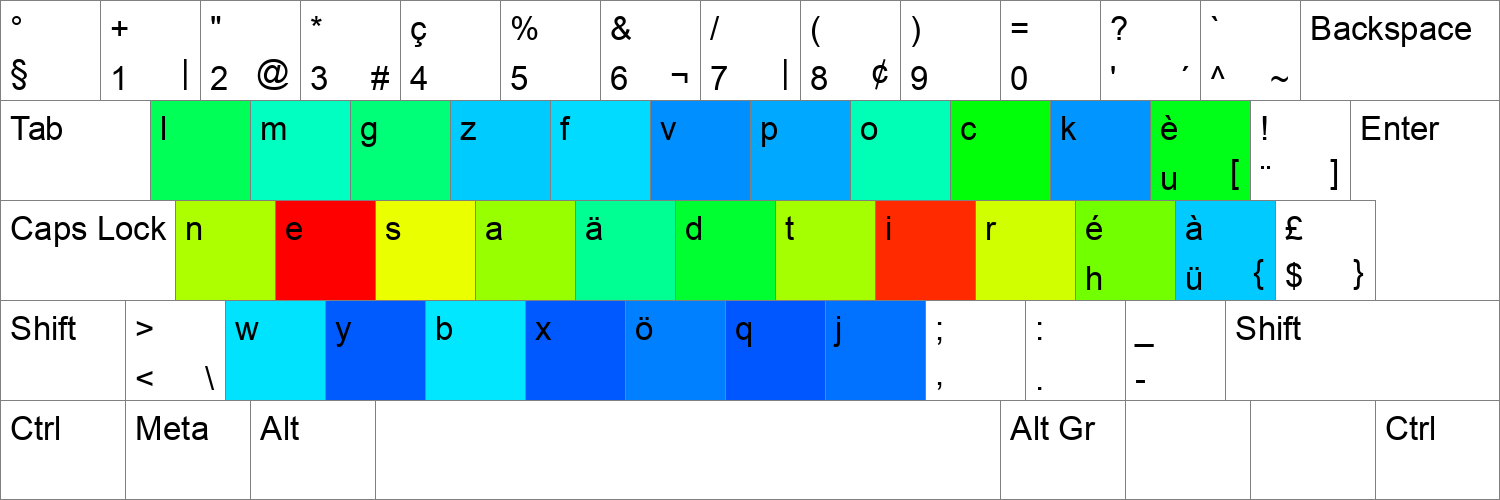 ° + " * ç % & / ( ) = ? ` Backspace
§ 1 | 2 @ 3 # 4 5 6 ¬ 7 | 8 ¢ 9 0 ' ´ ^ ~
Tab l m g z f v p o c k è ! Enter
u [ ¨ ]
Caps Lock n e s a ä d t i r é à £
h ü { $ }
Shift > w y b x ö q j ; : _ Shift
< \ , . -
Ctrl Meta Alt Alt Gr Ctrl